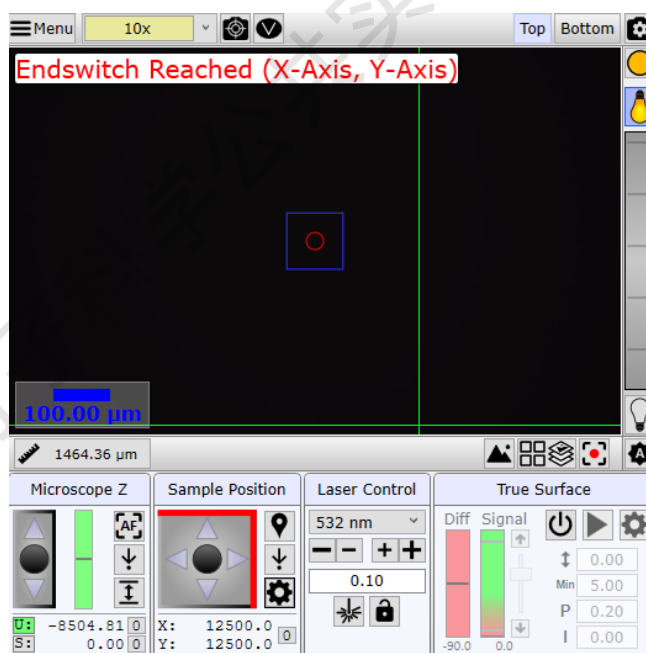 Menu 10x Top Bottom
Endswitch Reached (X-Axis, Y-Axis)
100.00 µm
1464.36 µm
A
Microscope Z Sample Position Laser Control True Surface
AF
532 nm
Diff Signal
0.00
Min 5.00
0.10
P 0.20
I 0.00
U: -8504.81 0
S: 0.00 0
X: 12500.0
Y: 12500.0
0
-90.0 0.0